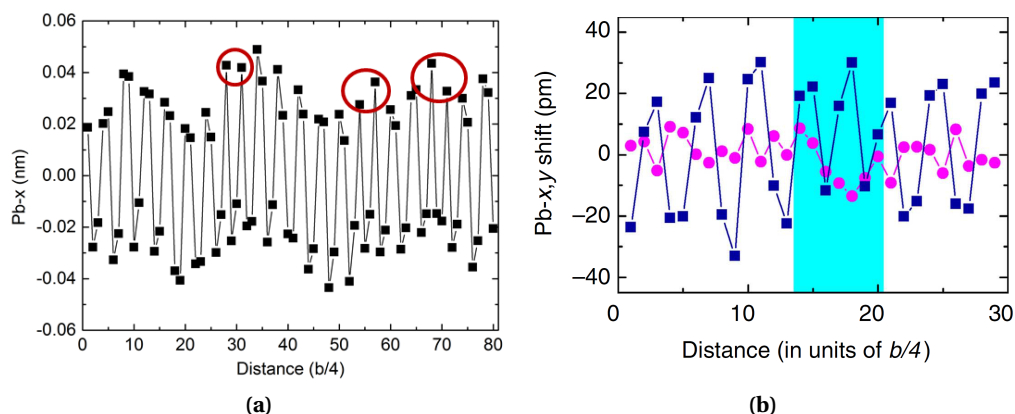 0.06
0.04
0.02
0.00
-0.02
-0.04
-0.06
Pb-x (nm)
0 10 20 30 40 50 60 70 80
Distance (b/4)
(a)
40
20
0
−20
−40
Pb-x,y shift (pm)
0 10 20 30
Distance (in units of b/4)
(b)